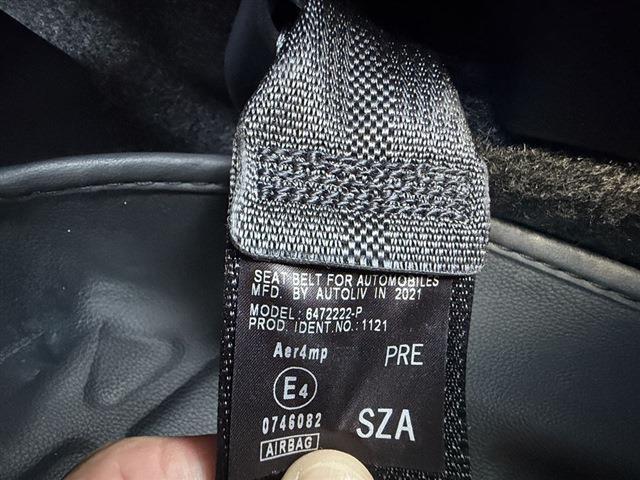 SEAT BELT FOR AUTOMOBILES
MFD. BY AUTOLIV IN 2021
MODEL: 6472222-P
PROD. IDENT.NO.: 1121
Aer4mp PRE
E4
0746082 SZA
AIRBAG